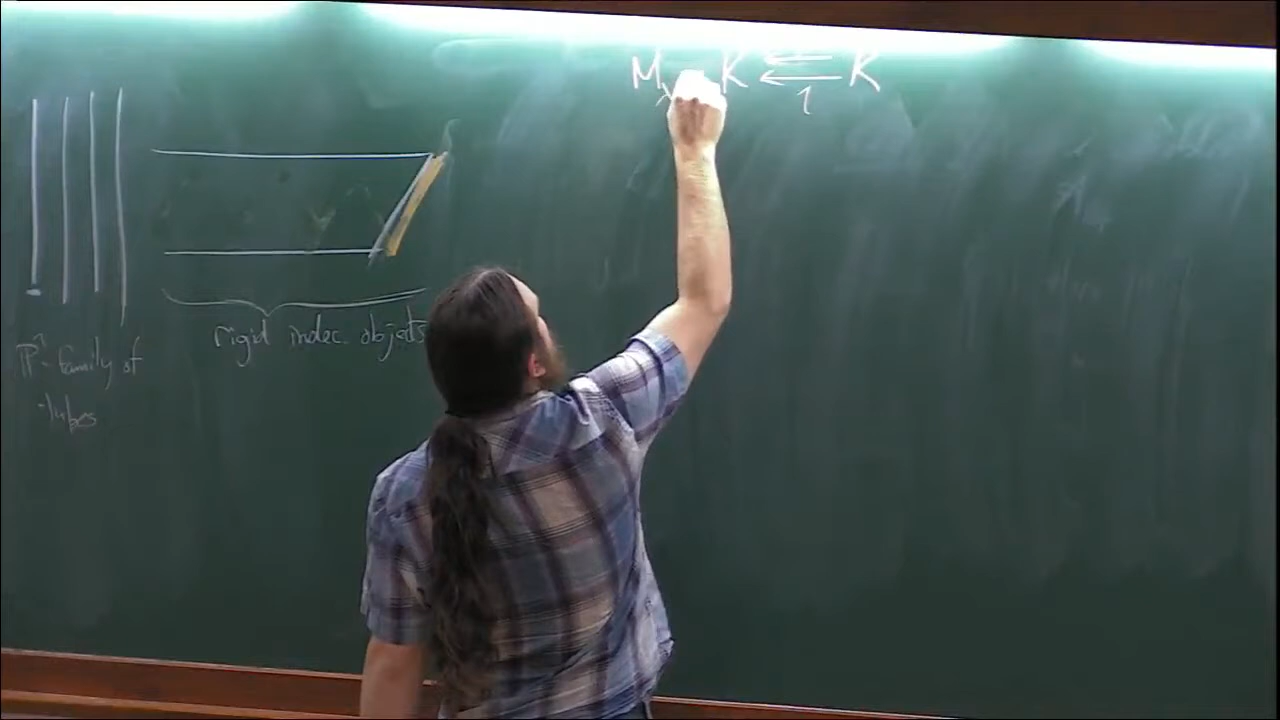 M K ⇇ K
1
rigid indec. objects
ℙ¹-family of
tubes